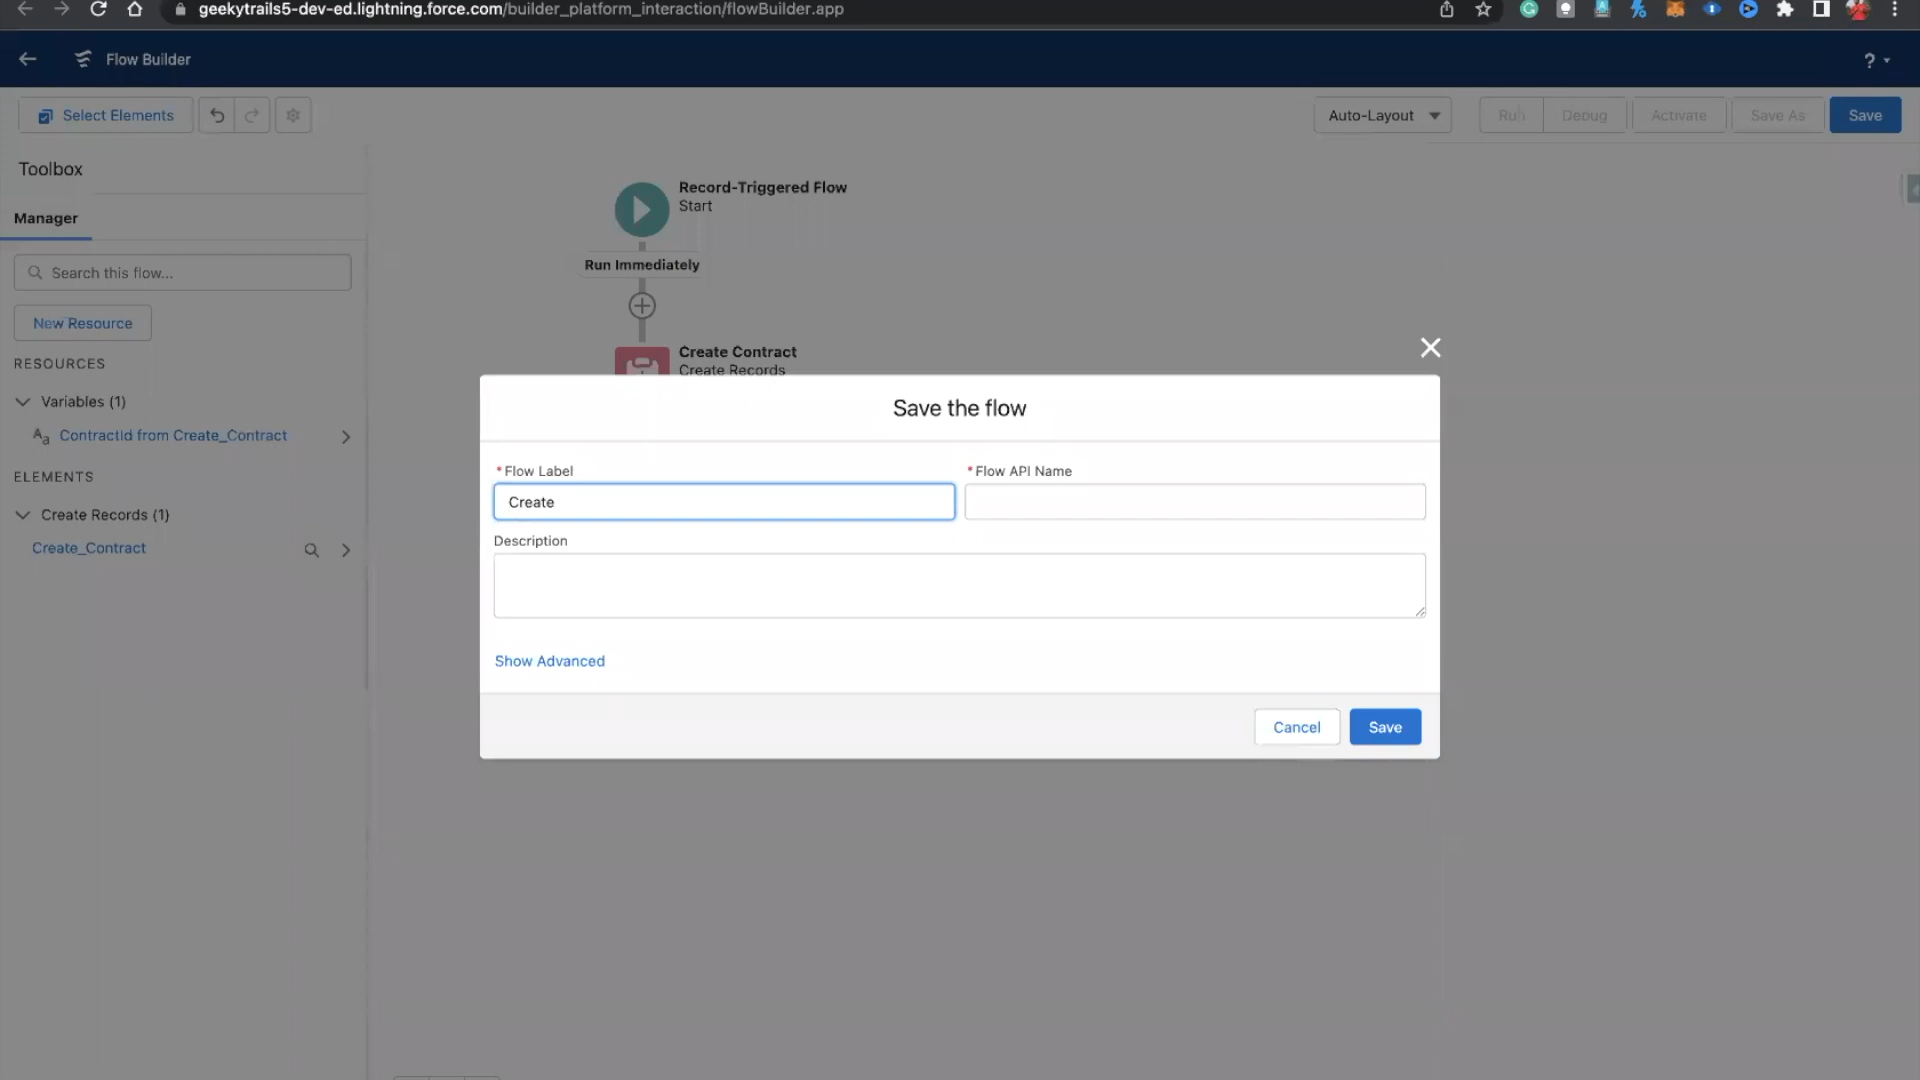 geekytrails5-dev-ed.lightning.force.com/builder_platform_interaction/flowBuilder.app
Flow Builder
?
Select Elements
Auto-Layout
Run
Debug
Activate
Save As
Save
Toolbox
Manager
Search this flow...
New Resource
RESOURCES
Variables (1)
Aa ContractId from Create_Contract
ELEMENTS
Create Records (1)
Create_Contract
Record-Triggered Flow
Start
Run Immediately
Create Contract
Create Records
Save the flow
* Flow Label
* Flow API Name
Create
Description
Show Advanced
Cancel
Save